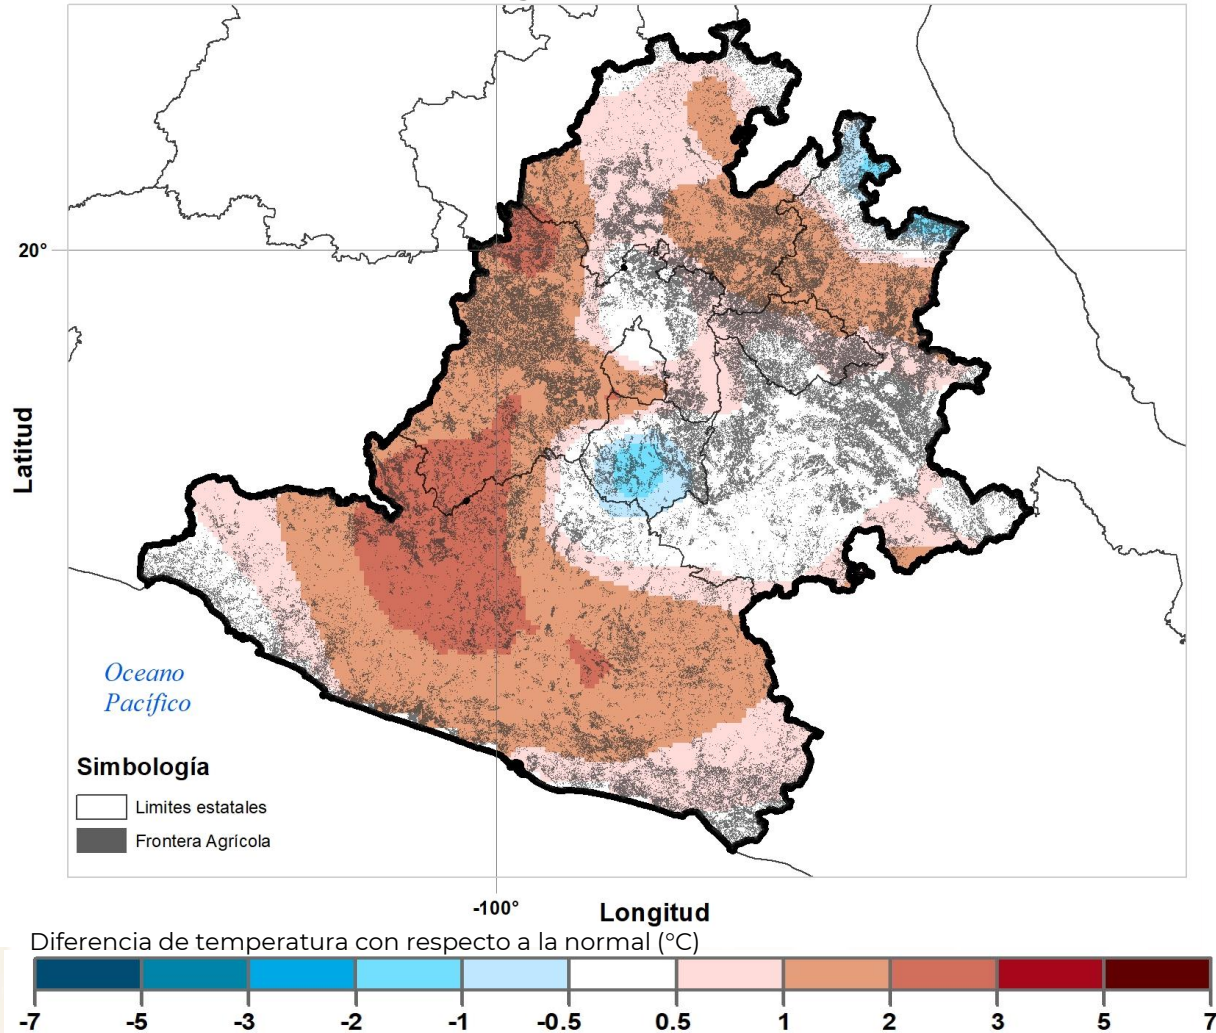 20°
Latitud
Oceano
Pacífico
Simbología
Limites estatales
Frontera Agrícola
-100°
Longitud
Diferencia de temperatura con respecto a la normal (°C)
-7 -5 -3 -2 -1 -0.5 0.5 1 2 3 5 7